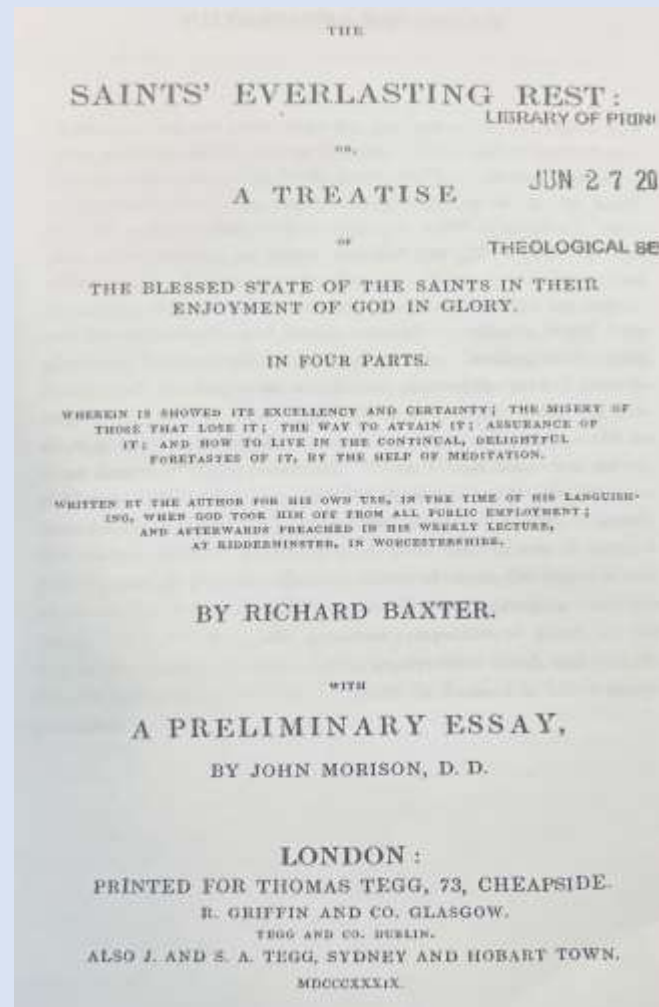 THE
SAINTS' EVERLASTING REST:
LIBRARY OF PRIN
OR,
A TREATISE
JUN 27 20
OF
THEOLOGICAL SE
THE BLESSED STATE OF THE SAINTS IN THEIR
ENJOYMENT OF GOD IN GLORY.
IN FOUR PARTS.
WHEREIN IS SHOWED ITS EXCELLENCY AND CERTAINTY; THE MISERY OF
THOSE THAT LOSE IT; THE WAY TO ATTAIN IT; ASSURANCE OF
IT; AND HOW TO LIVE IN THE CONTINUAL, DELIGHTFUL
FORETASTES OF IT, BY THE HELP OF MEDITATION.
WRITTEN BY THE AUTHOR FOR HIS OWN USE, IN THE TIME OF HIS LANGUISH-
ING, WHEN GOD TOOK HIM OFF FROM ALL PUBLIC EMPLOYMENT;
AND AFTERWARDS PREACHED IN HIS WEEKLY LECTURE,
AT KIDDERMINSTER, IN WORCESTERSHIRE.
BY RICHARD BAXTER.
WITH
A PRELIMINARY ESSAY,
BY JOHN MORISON, D. D.
LONDON:
PRINTED FOR THOMAS TEGG, 73, CHEAPSIDE.
R. GRIFFIN AND CO. GLASGOW.
TEGG AND CO. DUBLIN.
ALSO J. AND S. A. TEGG, SYDNEY AND HOBART TOWN.
MDCCCXXXIX.